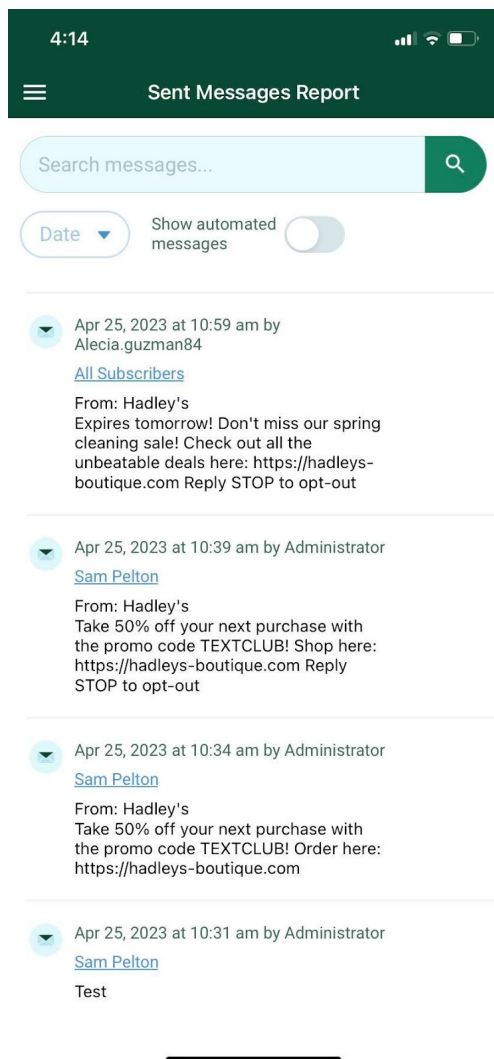 4:14
Sent Messages Report
Search messages...
Date
Show automated
messages
Apr 25, 2023 at 10:59 am by
Alecia.guzman84
All Subscribers
From: Hadley's
Expires tomorrow! Don't miss our spring
cleaning sale! Check out all the
unbeatable deals here: https://hadleys-
boutique.com Reply STOP to opt-out
Apr 25, 2023 at 10:39 am by Administrator
Sam Pelton
From: Hadley's
Take 50% off your next purchase with
the promo code TEXTCLUB! Shop here:
https://hadleys-boutique.com Reply
STOP to opt-out
Apr 25, 2023 at 10:34 am by Administrator
Sam Pelton
From: Hadley's
Take 50% off your next purchase with
the promo code TEXTCLUB! Order here:
https://hadleys-boutique.com
Apr 25, 2023 at 10:31 am by Administrator
Sam Pelton
Test